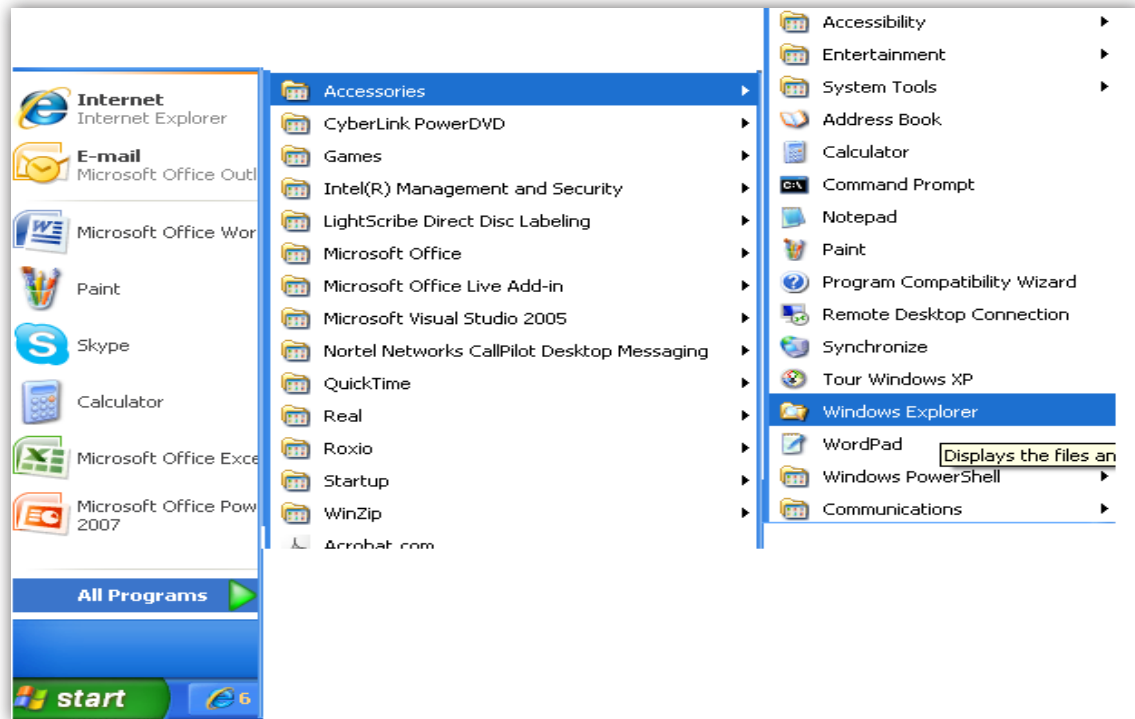 Internet
Internet Explorer
E-mail
Microsoft Office Outl
Microsoft Office Wor
Paint
Skype
Calculator
Microsoft Office Exce
Microsoft Office Pow
2007
All Programs
start
6
Accessories
CyberLink PowerDVD
Games
Intel(R) Management and Security
LightScribe Direct Disc Labeling
Microsoft Office
Microsoft Office Live Add-in
Microsoft Visual Studio 2005
Nortel Networks CallPilot Desktop Messaging
QuickTime
Real
Roxio
Startup
WinZip
Acrobat.com
Accessibility
Entertainment
System Tools
Address Book
Calculator
Command Prompt
Notepad
Paint
Program Compatibility Wizard
Remote Desktop Connection
Synchronize
Tour Windows XP
Windows Explorer
WordPad
Displays the files an
Windows PowerShell
Communications